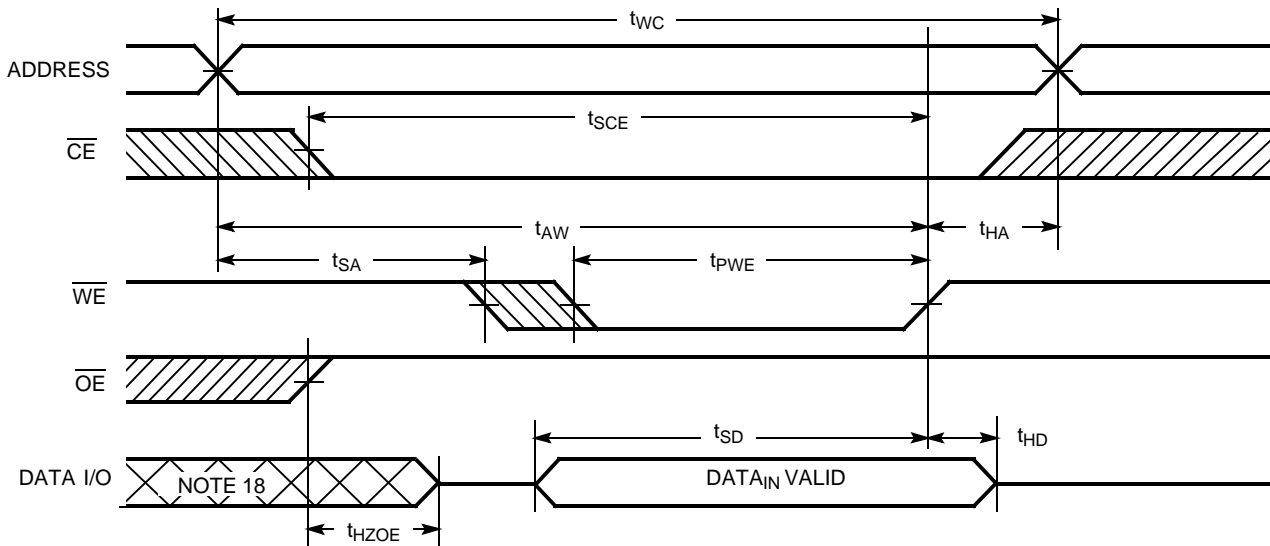 tWC
ADDRESS
tSCE
CE
tAW
tHA
tSA
tPWE
WE
OE
tSD
tHD
DATA I/O
NOTE 18
DATAIN VALID
tHZOE